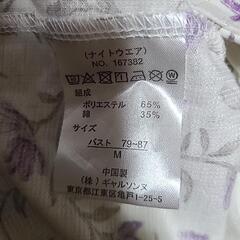 (ナイトウエア)
NO. 167382
組成
ポリエステル 65%
綿 35%
サイズ
バスト 79~87
M
中国製
(株) ギャルソンヌ
東京都江東区亀戸1-25-5